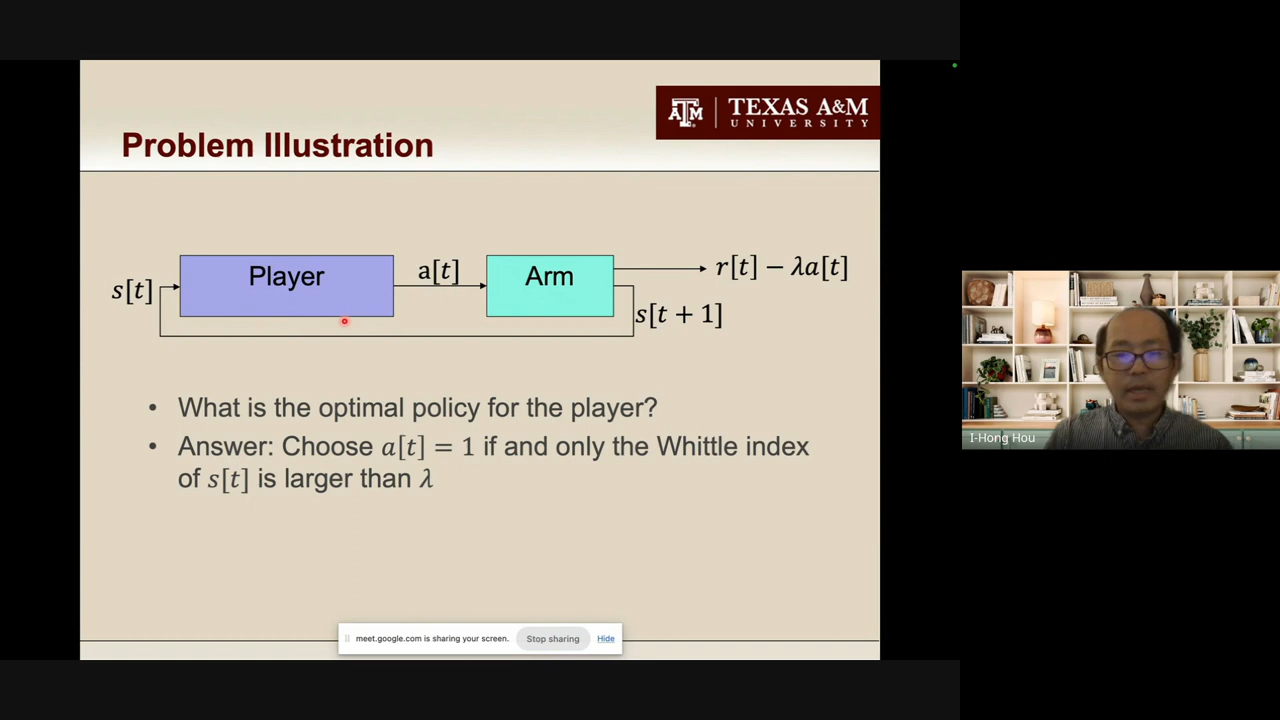 TEXAS A&M
UNIVERSITY
ATM
Problem Illustration
s[t]
Player
a[t]
Arm
r[t] − λa[t]
s[t + 1]
• What is the optimal policy for the player?
• Answer: Choose a[t] = 1 if and only the Whittle index
of s[t] is larger than λ
I-Hong Hou
meet.google.com is sharing your screen.
Stop sharing
Hide